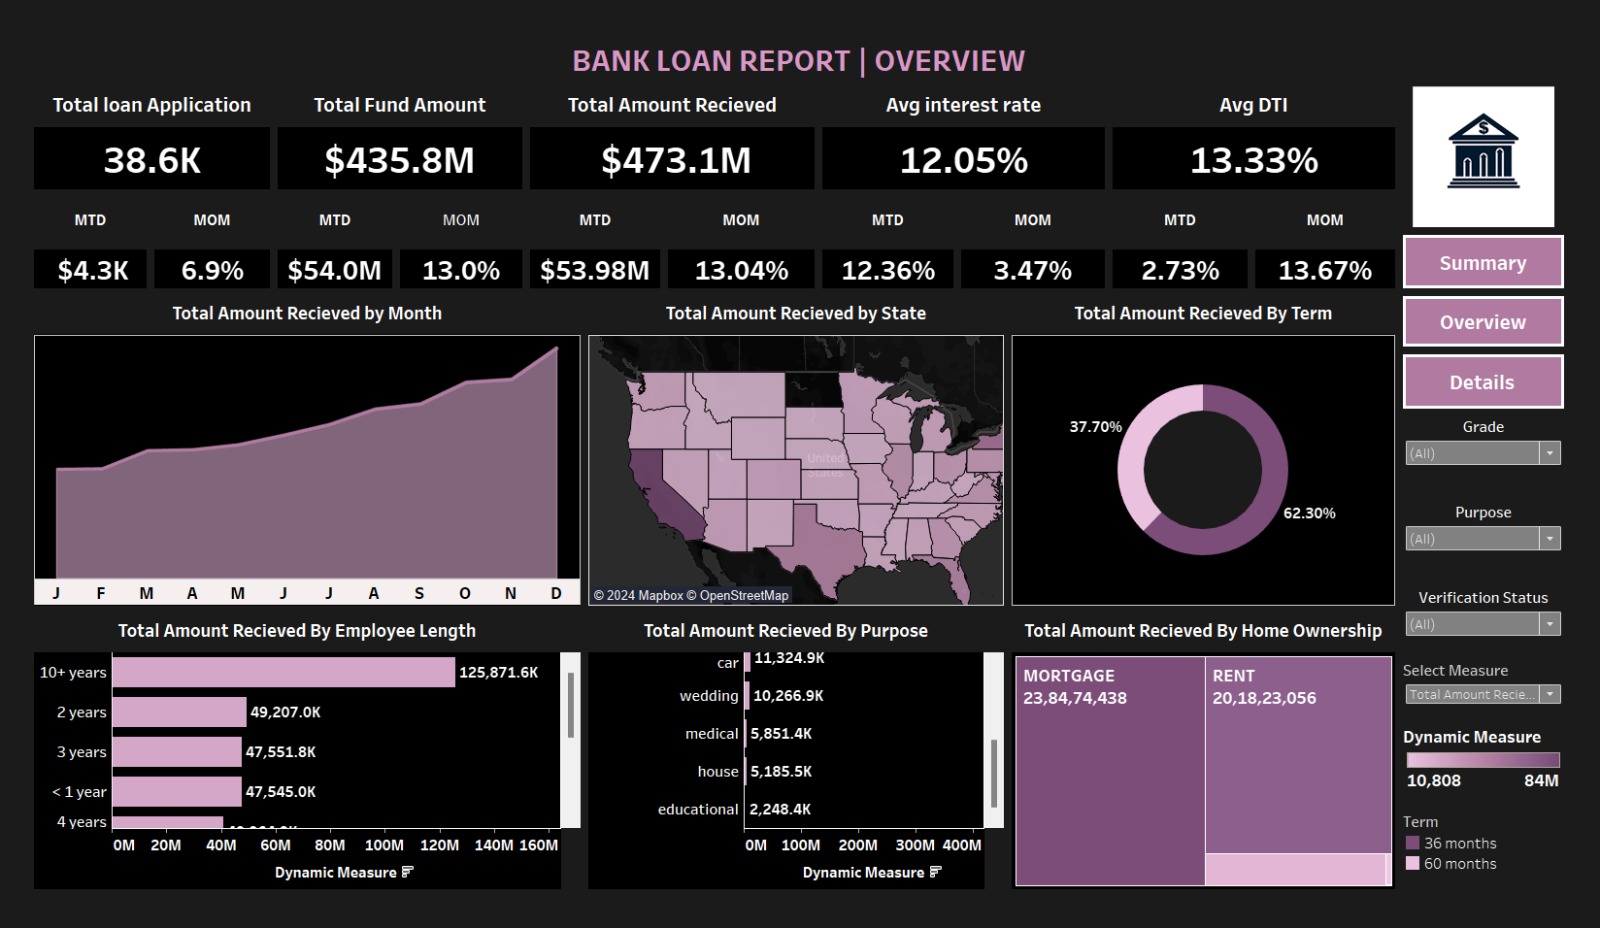 BANK LOAN REPORT | OVERVIEW
Total loan Application
Total Fund Amount
Total Amount Recieved
Avg interest rate
Avg DTI
38.6K
$435.8M
$473.1M
12.05%
13.33%
MTD
MOM
MTD
MOM
MTD
MOM
MTD
MOM
MTD
MOM
$4.3K
6.9%
$54.0M
13.0%
$53.98M
13.04%
12.36%
3.47%
2.73%
13.67%
Summary
Overview
Details
Total Amount Recieved by Month
J F M A M J J A S O N D
Total Amount Recieved by State
United
States
© 2024 Mapbox © OpenStreetMap
Total Amount Recieved By Term
37.70%
62.30%
Grade
(All)
Purpose
(All)
Verification Status
(All)
Select Measure
Total Amount Recie...
Dynamic Measure
10,808 84M
Term
36 months
60 months
Total Amount Recieved By Employee Length
10+ years 125,871.6K
2 years 49,207.0K
3 years 47,551.8K
< 1 year 47,545.0K
4 years
0M 20M 40M 60M 80M 100M 120M 140M 160M
Dynamic Measure
Total Amount Recieved By Purpose
car 11,324.9K
wedding 10,266.9K
medical 5,851.4K
house 5,185.5K
educational 2,248.4K
0M 100M 200M 300M 400M
Dynamic Measure
Total Amount Recieved By Home Ownership
MORTGAGE
23,84,74,438
RENT
20,18,23,056